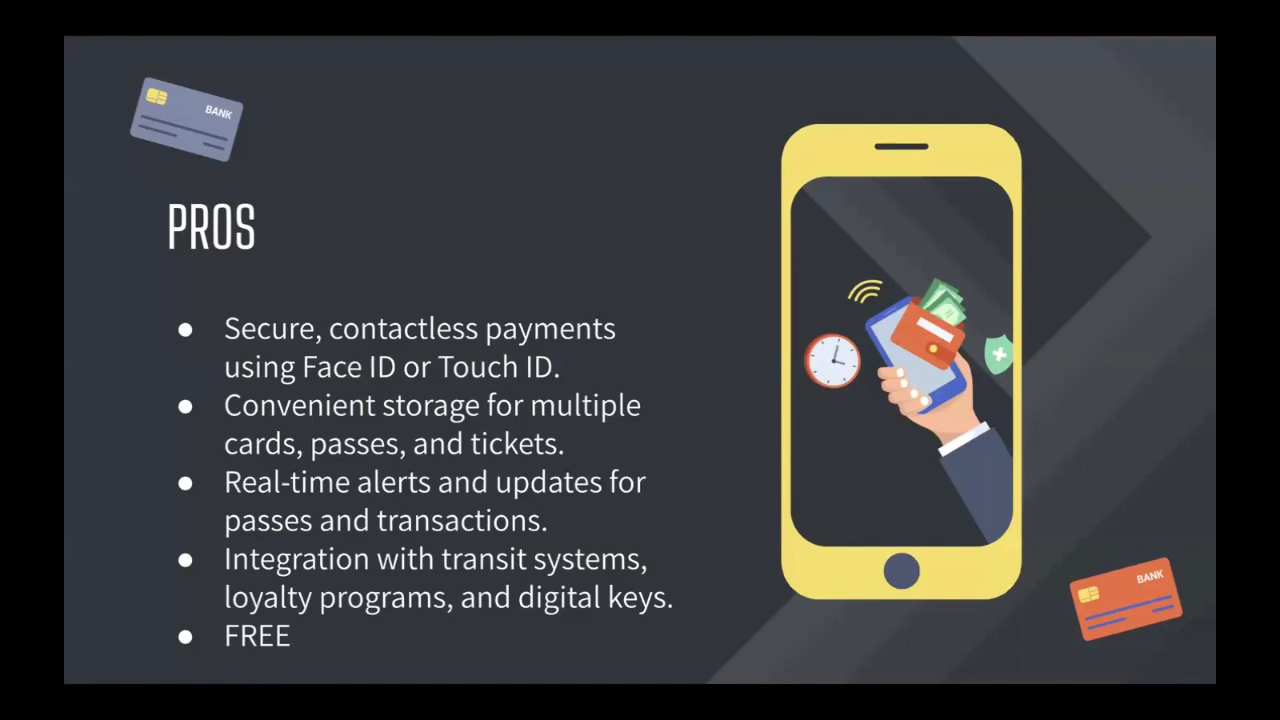 BANK
PROS
● Secure, contactless payments
using Face ID or Touch ID.
● Convenient storage for multiple
cards, passes, and tickets.
● Real-time alerts and updates for
passes and transactions.
● Integration with transit systems,
loyalty programs, and digital keys.
● FREE
BANK